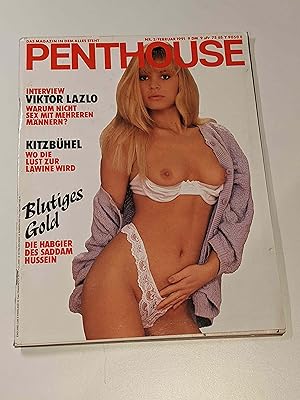 DAS MAGAZIN IN DEM ALLES STEHT
NR. 2/FEBRUAR 1991
PENTHOUSE
INTERVIEW
VIKTOR LAZLO
WARUM NICHT
SEX MIT MEHREREN
MÄNNERN?
KITZBÜHEL
WO DIE
LUST ZUR
LAWINE WIRD
Blutiges
Gold
DIE HABGIER
DES SADDAM
HUSSEIN